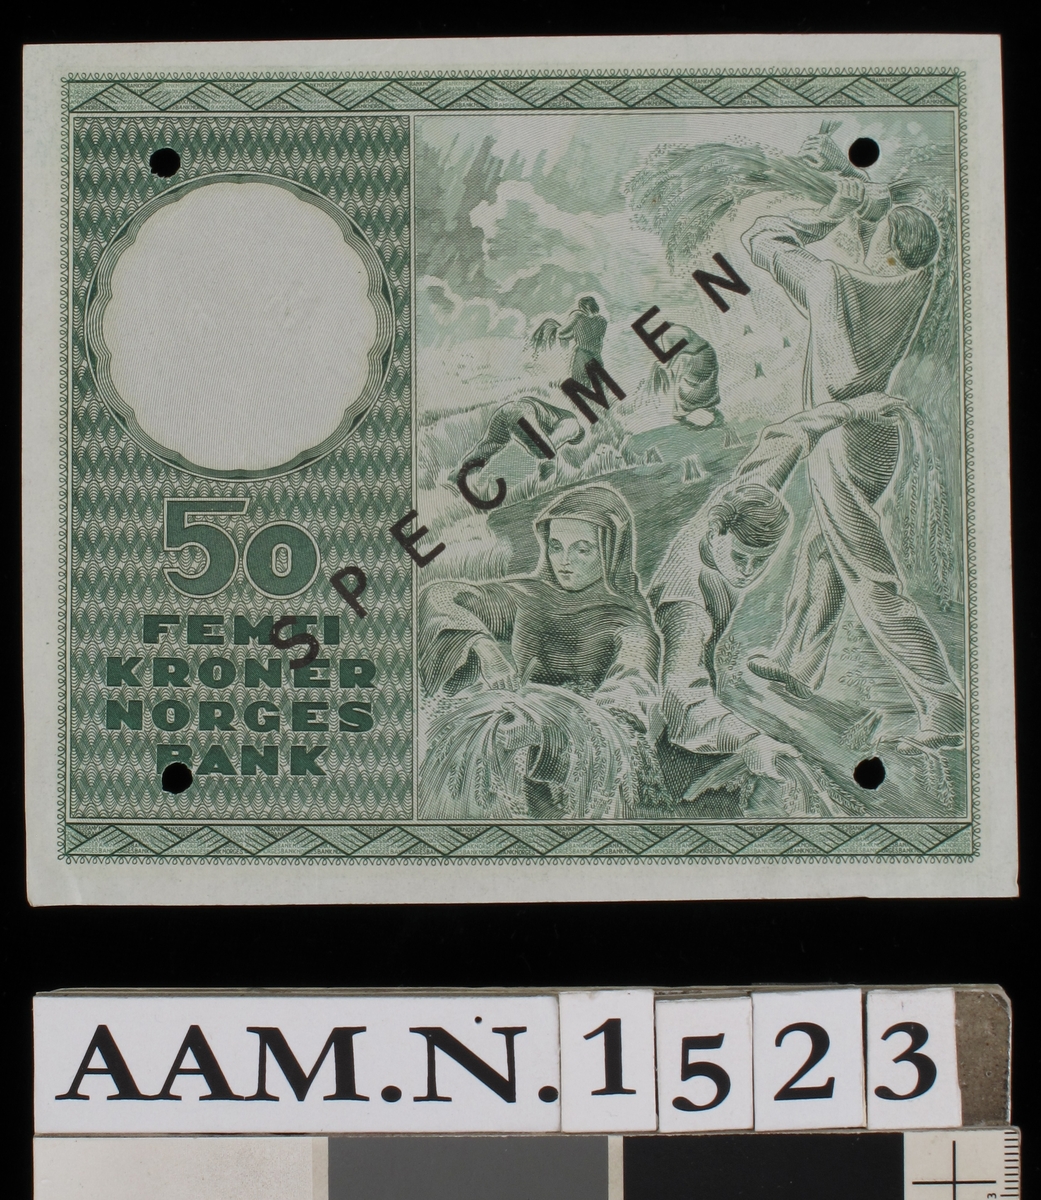 50
FEMTI
KRONER
NORGES
BANK
SPECIMEN
AAM.N.1523